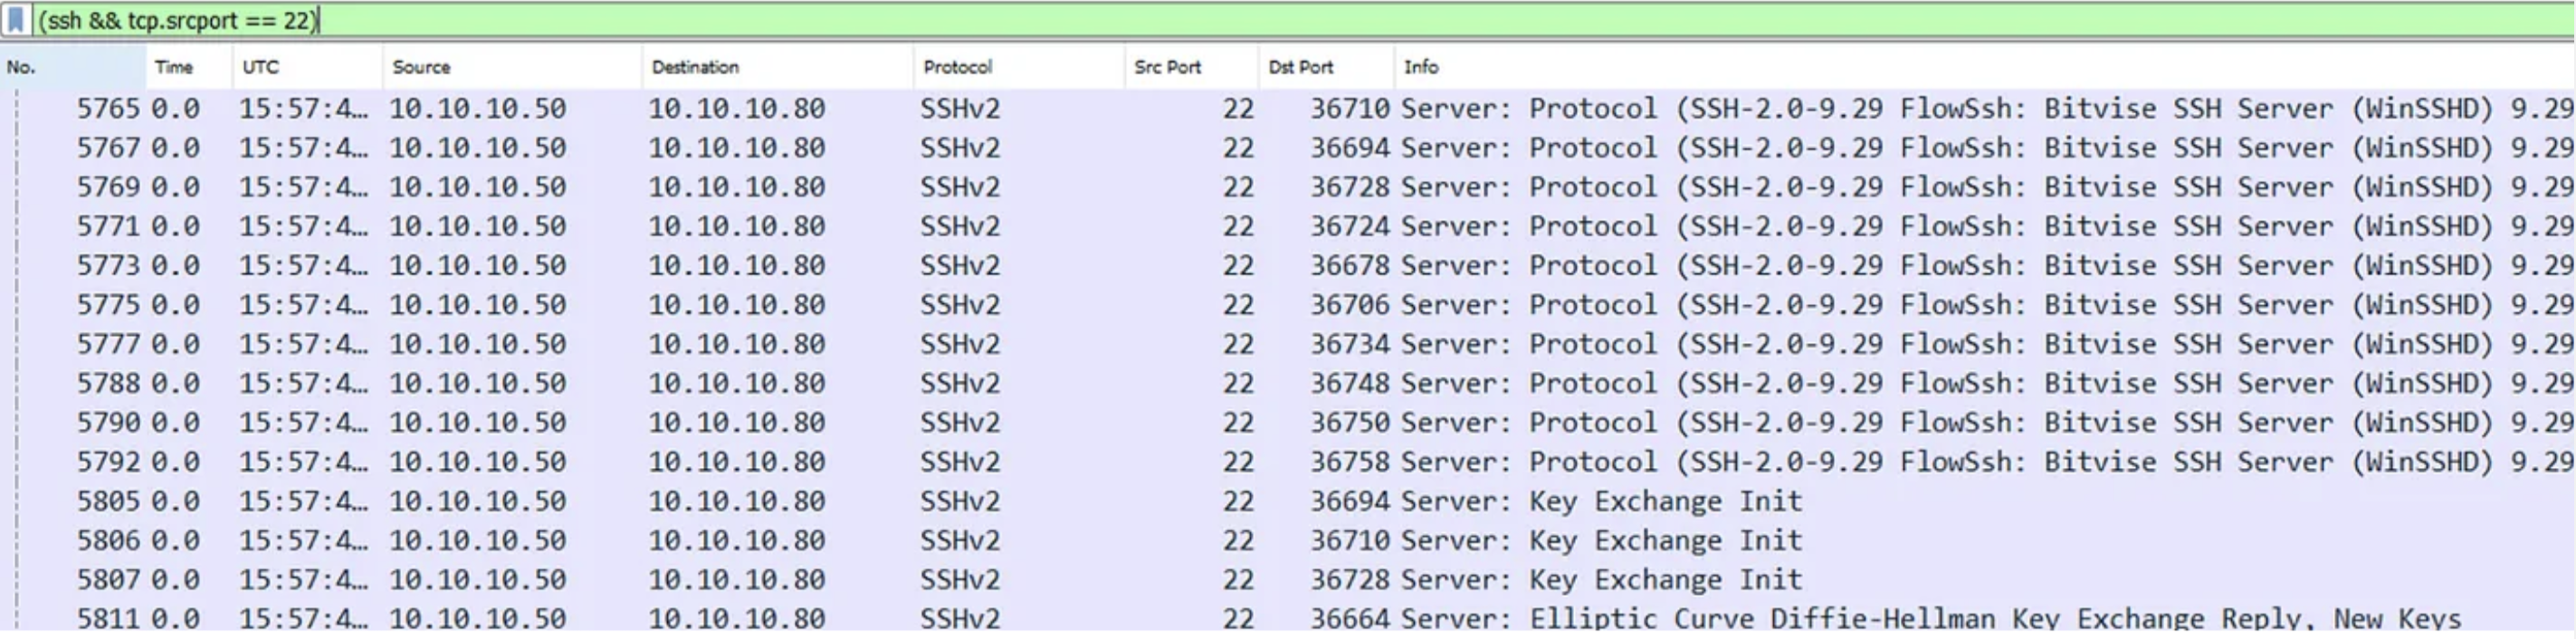 (ssh && tcp.srcport == 22)
No. Time UTC Source Destination Protocol Src Port Dst Port Info
5765 0.0 15:57:4… 10.10.10.50 10.10.10.80 SSHv2 22 36710 Server: Protocol (SSH-2.0-9.29 FlowSsh: Bitvise SSH Server (WinSSHD) 9.29
5767 0.0 15:57:4… 10.10.10.50 10.10.10.80 SSHv2 22 36694 Server: Protocol (SSH-2.0-9.29 FlowSsh: Bitvise SSH Server (WinSSHD) 9.29
5769 0.0 15:57:4… 10.10.10.50 10.10.10.80 SSHv2 22 36728 Server: Protocol (SSH-2.0-9.29 FlowSsh: Bitvise SSH Server (WinSSHD) 9.29
5771 0.0 15:57:4… 10.10.10.50 10.10.10.80 SSHv2 22 36724 Server: Protocol (SSH-2.0-9.29 FlowSsh: Bitvise SSH Server (WinSSHD) 9.29
5773 0.0 15:57:4… 10.10.10.50 10.10.10.80 SSHv2 22 36678 Server: Protocol (SSH-2.0-9.29 FlowSsh: Bitvise SSH Server (WinSSHD) 9.29
5775 0.0 15:57:4… 10.10.10.50 10.10.10.80 SSHv2 22 36706 Server: Protocol (SSH-2.0-9.29 FlowSsh: Bitvise SSH Server (WinSSHD) 9.29
5777 0.0 15:57:4… 10.10.10.50 10.10.10.80 SSHv2 22 36734 Server: Protocol (SSH-2.0-9.29 FlowSsh: Bitvise SSH Server (WinSSHD) 9.29
5788 0.0 15:57:4… 10.10.10.50 10.10.10.80 SSHv2 22 36748 Server: Protocol (SSH-2.0-9.29 FlowSsh: Bitvise SSH Server (WinSSHD) 9.29
5790 0.0 15:57:4… 10.10.10.50 10.10.10.80 SSHv2 22 36750 Server: Protocol (SSH-2.0-9.29 FlowSsh: Bitvise SSH Server (WinSSHD) 9.29
5792 0.0 15:57:4… 10.10.10.50 10.10.10.80 SSHv2 22 36758 Server: Protocol (SSH-2.0-9.29 FlowSsh: Bitvise SSH Server (WinSSHD) 9.29
5805 0.0 15:57:4… 10.10.10.50 10.10.10.80 SSHv2 22 36694 Server: Key Exchange Init
5806 0.0 15:57:4… 10.10.10.50 10.10.10.80 SSHv2 22 36710 Server: Key Exchange Init
5807 0.0 15:57:4… 10.10.10.50 10.10.10.80 SSHv2 22 36728 Server: Key Exchange Init
5811 0.0 15:57:4… 10.10.10.50 10.10.10.80 SSHv2 22 36664 Server: Elliptic Curve Diffie-Hellman Key Exchange Reply, New Keys